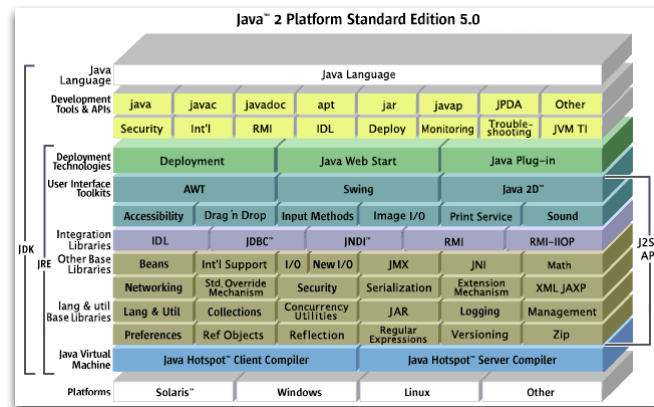 Java™ 2 Platform Standard Edition 5.0
Java Language
Java Language
Development Tools & APIs
java javac javadoc apt jar javap JPDA Other
Security Int'l RMI IDL Deploy Monitoring Trouble-shooting JVM TI
Deployment Technologies
Deployment Java Web Start Java Plug-in
User Interface Toolkits
AWT Swing Java 2D™
Accessibility Drag 'n Drop Input Methods Image I/O Print Service Sound
Integration Libraries
IDL JDBC™ JNDI™ RMI RMI-IIOP
Other Base Libraries
Beans Int'l Support I/O New I/O JMX JNI Math
Networking Std. Override Mechanism Security Serialization Extension Mechanism XML JAXP
lang & util Base Libraries
Lang & Util Collections Concurrency Utilities JAR Logging Management
Preferences Ref Objects Reflection Regular Expressions Versioning Zip
Java Virtual Machine
Java Hotspot™ Client Compiler Java Hotspot™ Server Compiler
Platforms
Solaris™ Windows Linux Other
JDK
JRE
J2S
AP